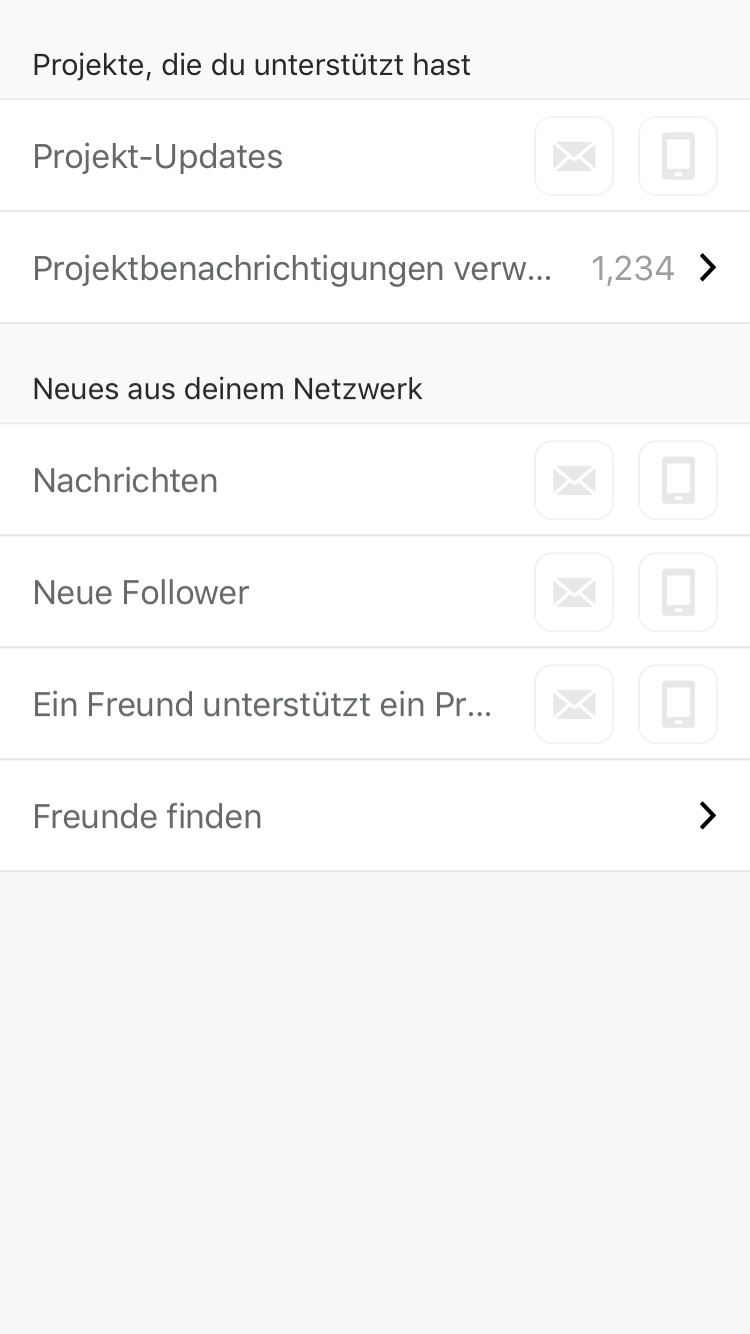 Projekte, die du unterstützt hast
Projekt-Updates
Projektbenachrichtigungen verw... 1,234
Neues aus deinem Netzwerk
Nachrichten
Neue Follower
Ein Freund unterstützt ein Pr...
Freunde finden